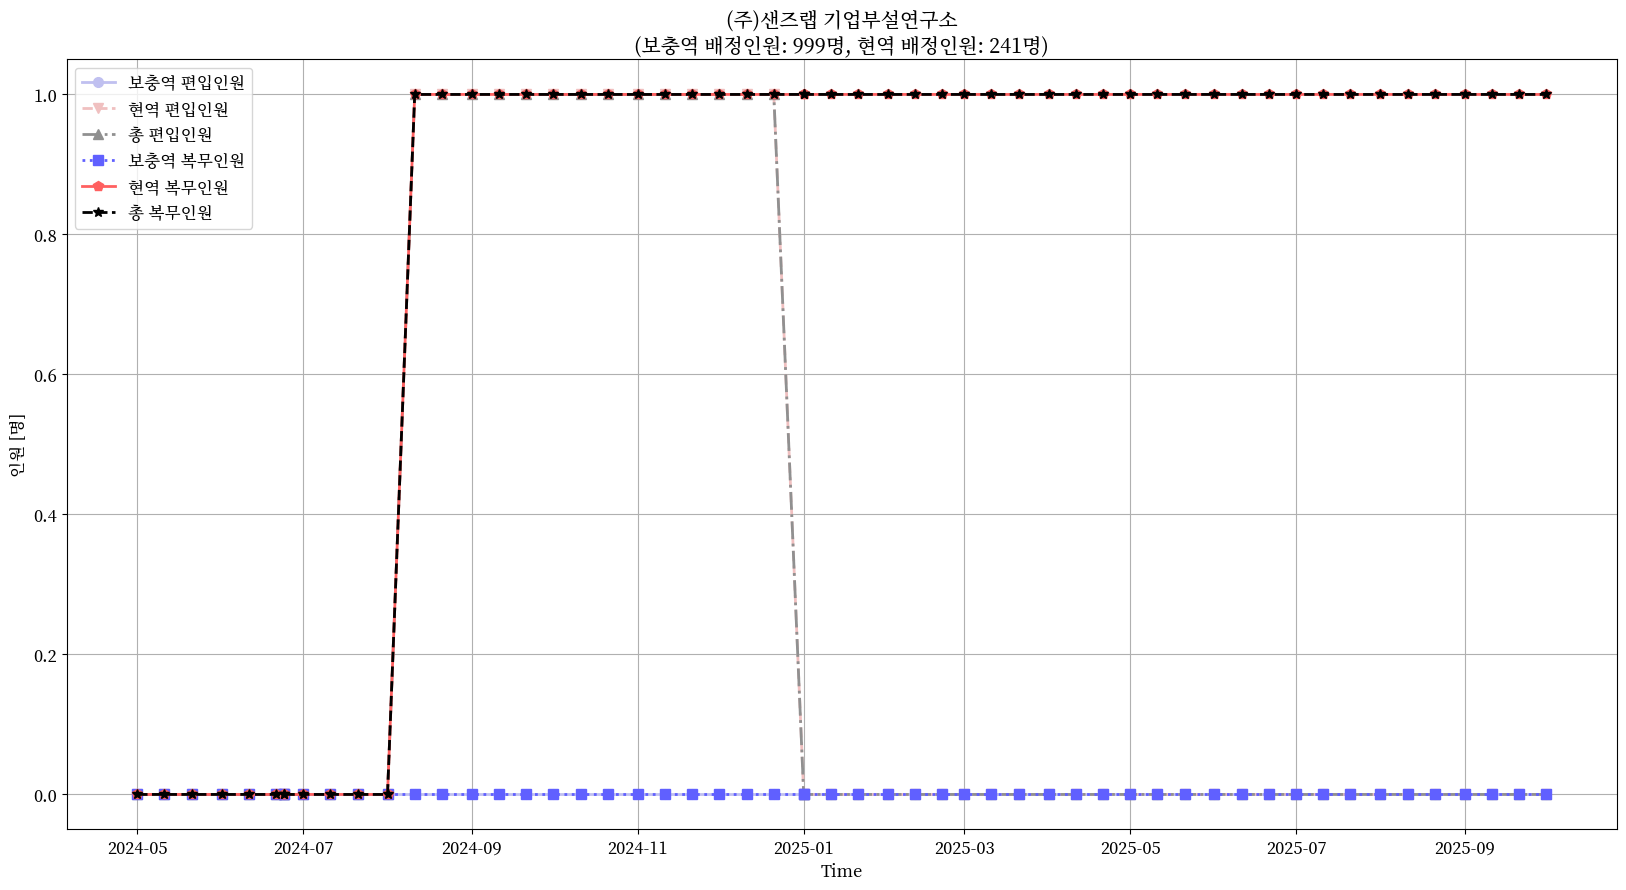 (주)샌즈랩 기업부설연구소
(보충역 배정인원: 999명, 현역 배정인원: 241명)
보충역 편입인원
현역 편입인원
총 편입인원
보충역 복무인원
현역 복무인원
총 복무인원
1.0
0.8
0.6
0.4
0.2
0.0
인원 [명]
2024-05
2024-07
2024-09
2024-11
2025-01
2025-03
2025-05
2025-07
2025-09
Time